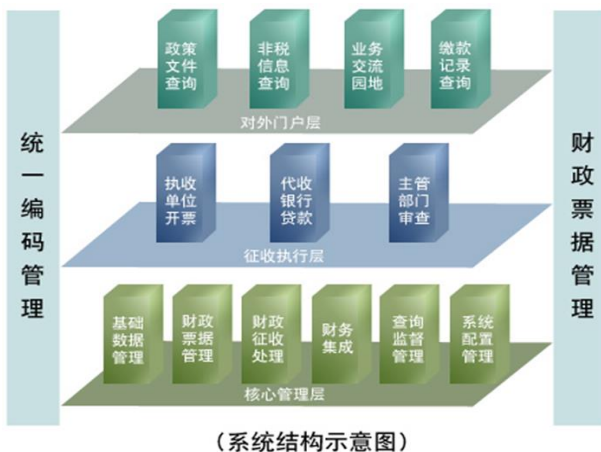 统一编码管理
政策
文件
查询
非税
信息
查询
业务
交流
园地
缴款
记录
查询
对外门户层
执收
单位
开票
代收
银行
贷款
主管
部门
审查
征收执行层
基础
数据
管理
财政
票据
管理
财政
征收
处理
财务
集成
查询
监督
管理
系统
配置
管理
核心管理层
财政票据管理
（系统结构示意图）